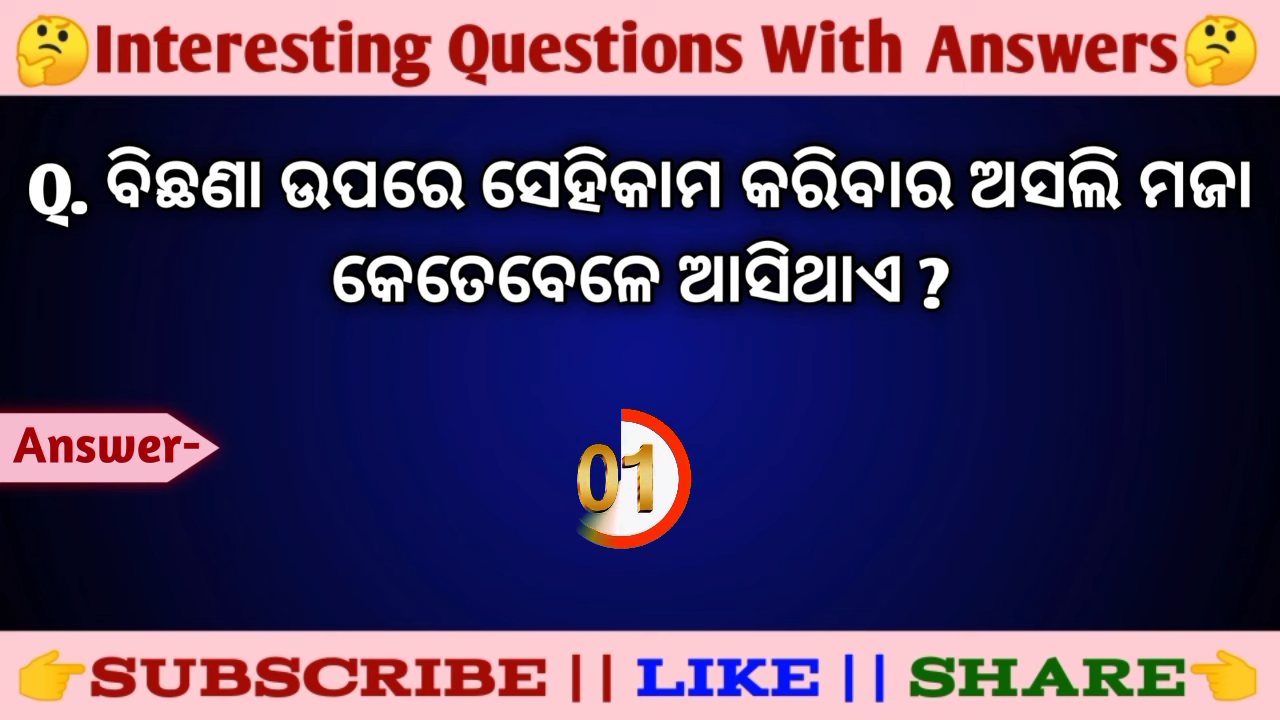 🤔Interesting Questions With Answers🤔
Q. ବିଛଣା ଉପରେ ସେହିକାମ କରିବାର ଅସଲି ମଜା
କେତେବେଳେ ଆସିଥାଏ ?
Answer-
01
👉SUBSCRIBE || LIKE || SHARE👈